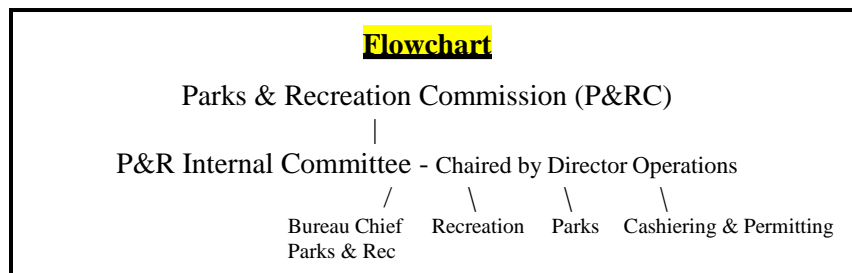 Flowchart
Parks & Recreation Commission (P&RC)
|
P&R Internal Committee - Chaired by Director Operations
/ \ \ \
Bureau Chief Recreation Parks Cashiering & Permitting
Parks & Rec